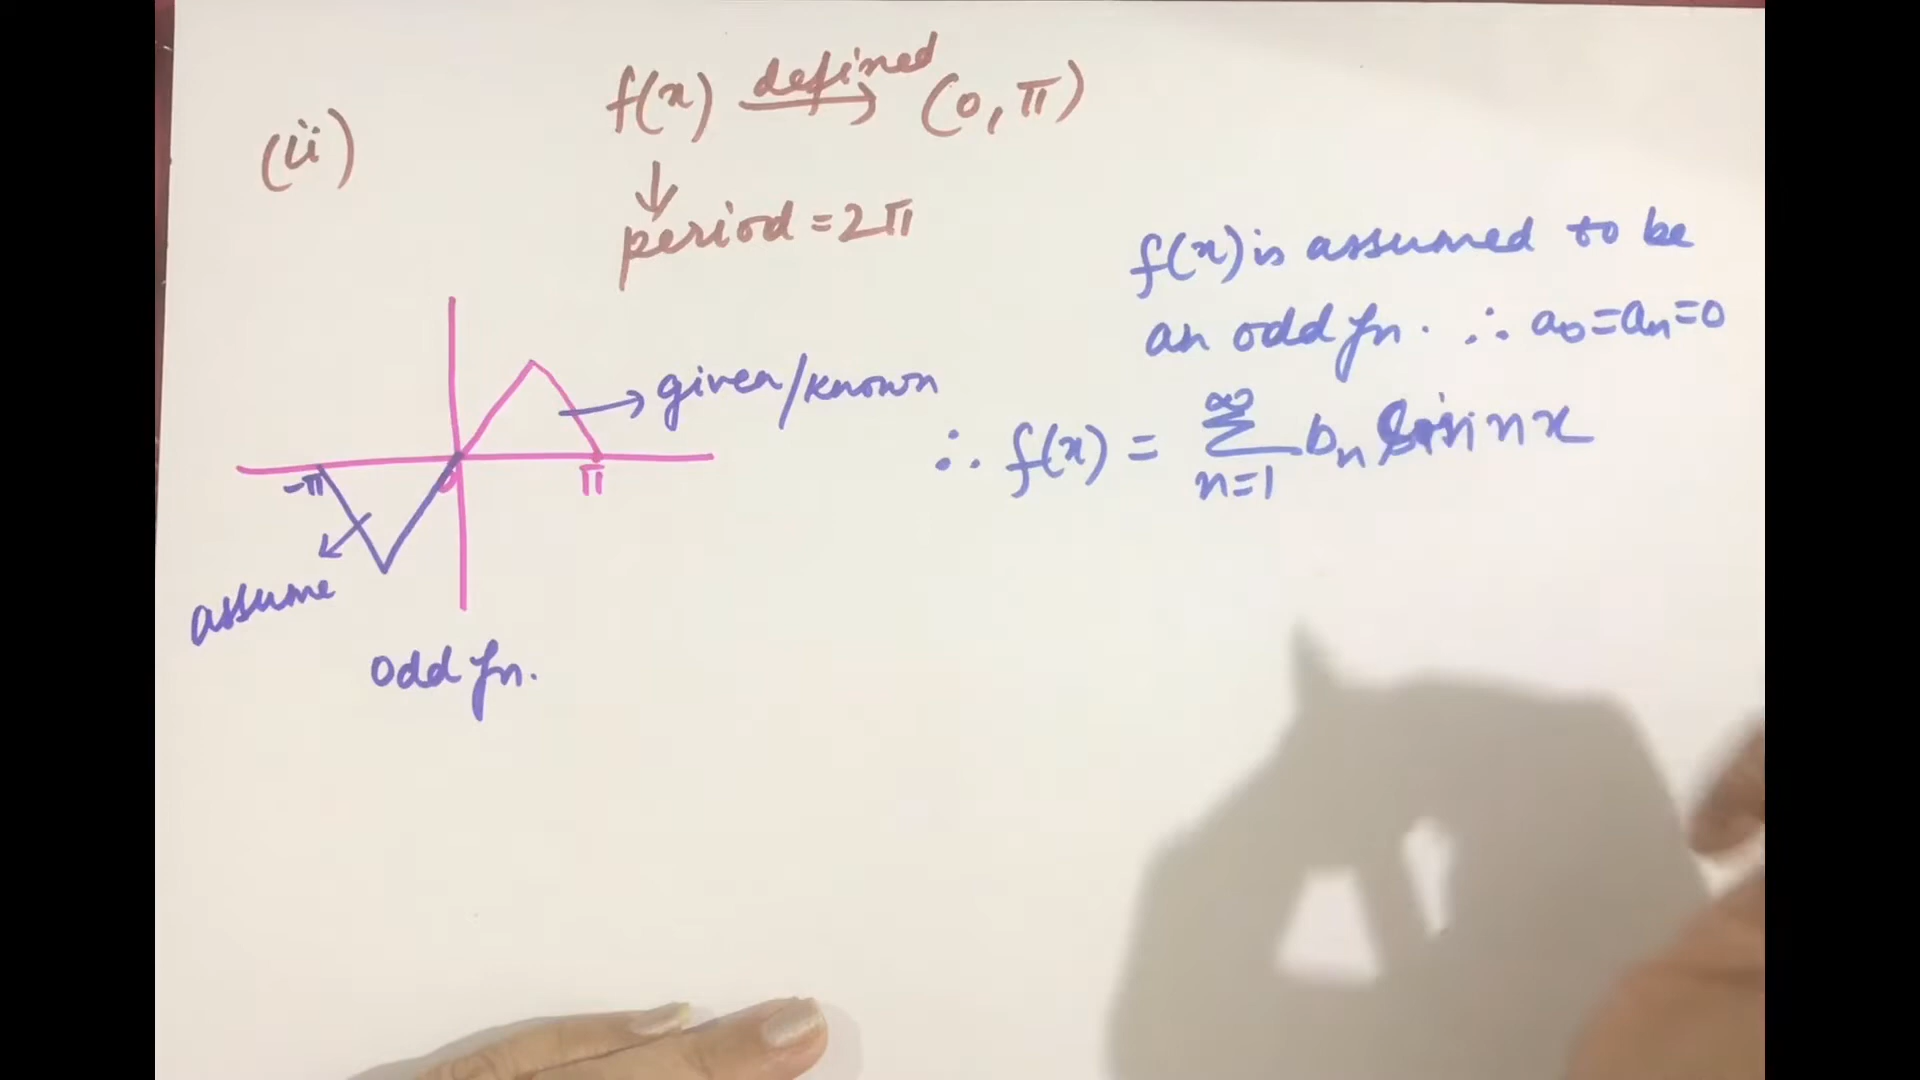 (ii)
f(x) defined → (0, π)
↓
period = 2π
f(x) is assumed to be
an odd fn. ∴ a₀ = aₙ = 0
→ given/known
∴ f(x) = ∞ Σ n=1 bₙ sin nx
-π 0 π
assume
odd fn.